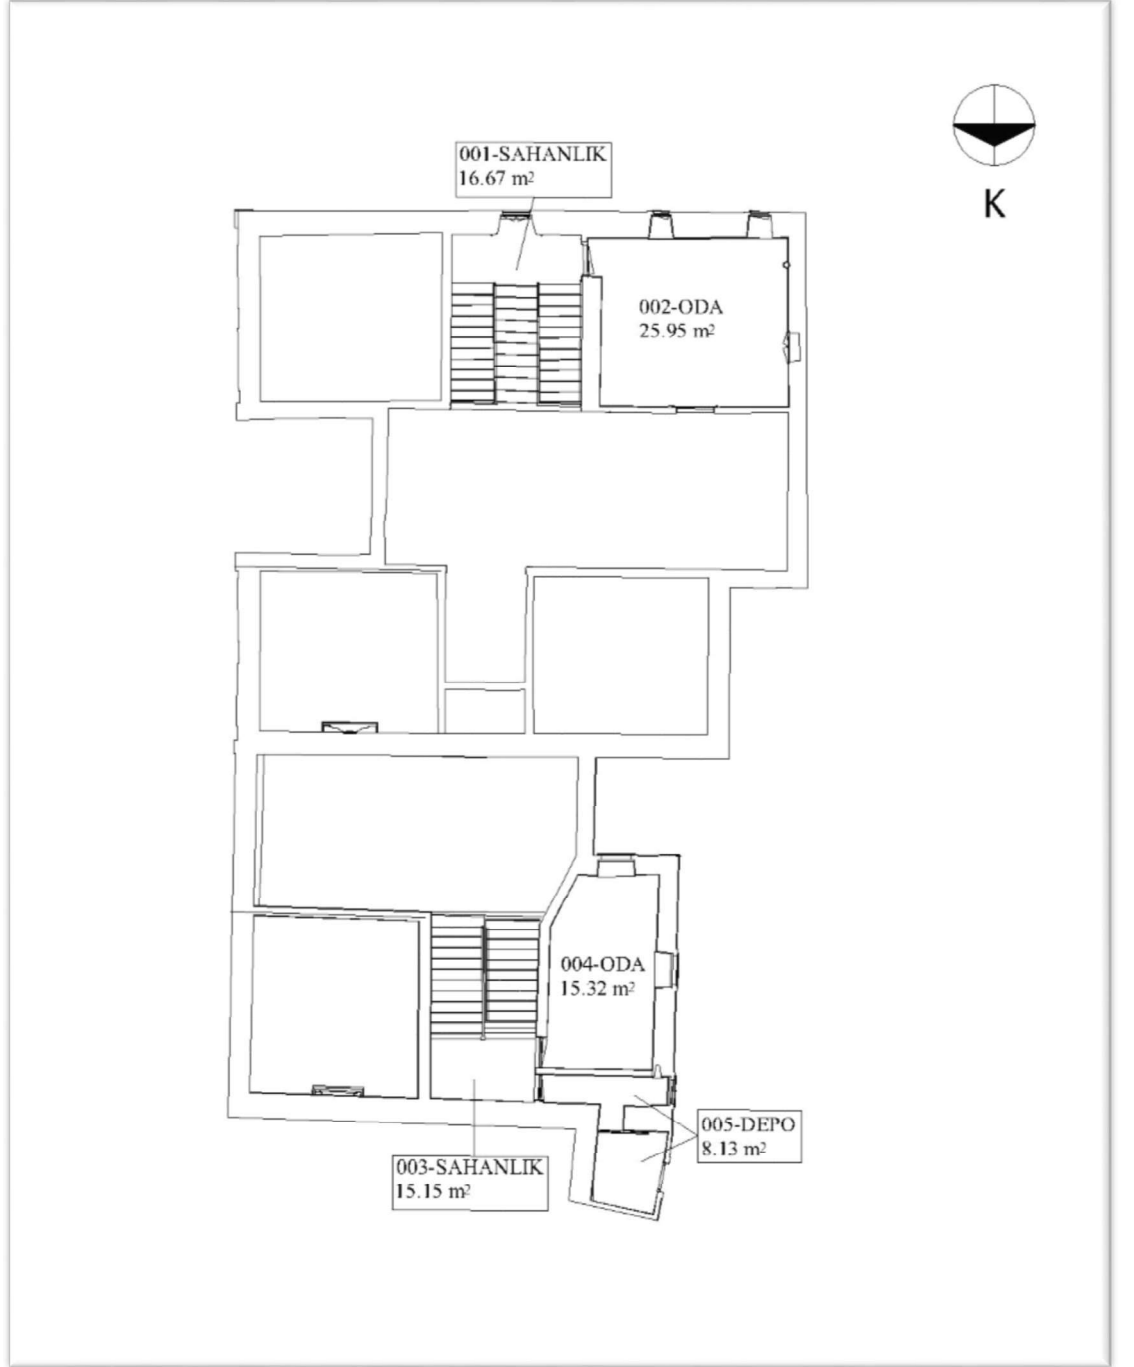 001-SAHANLIK
16.67 m²
K
002-ODA
25.95 m²
004-ODA
15.32 m²
005-DEPO
8.13 m²
003-SAHANLIK
15.15 m²